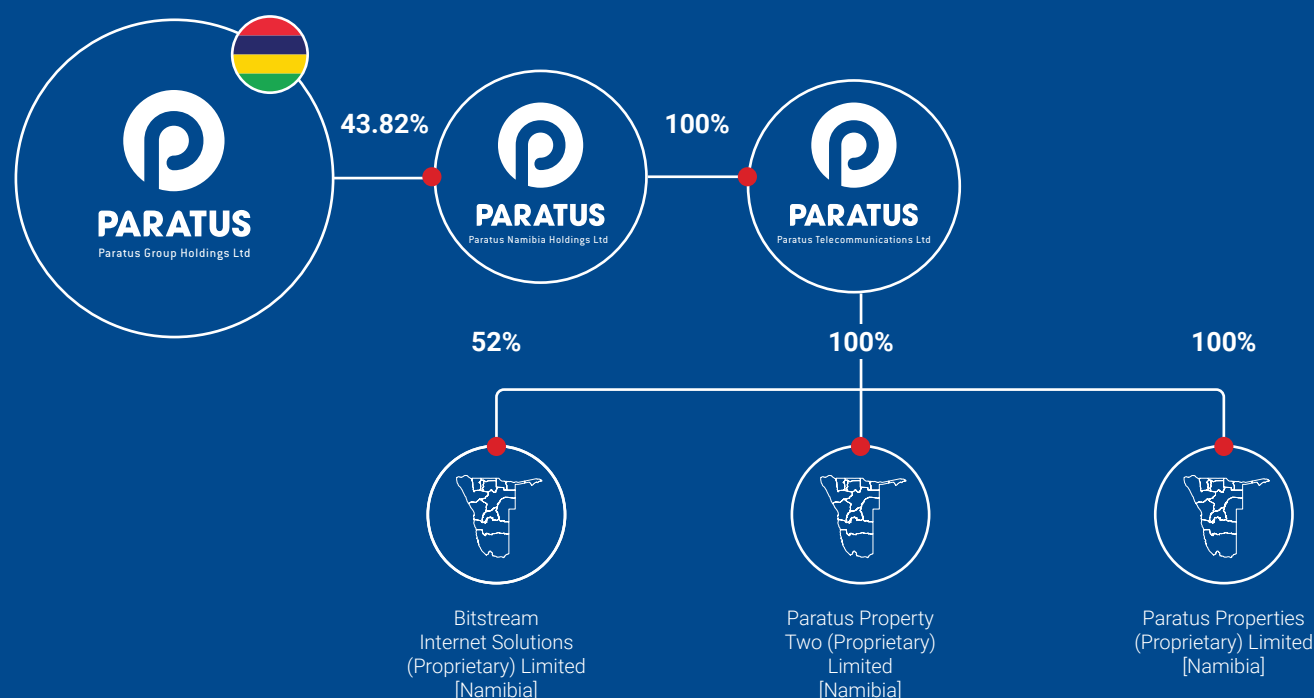 PARATUS
Paratus Group Holdings Ltd
43.82%
PARATUS
Paratus Namibia Holdings Ltd
100%
PARATUS
Paratus Telecommunications Ltd
52%
100%
100%
Bitstream
Internet Solutions
(Proprietary) Limited
[Namibia]
Paratus Property
Two (Proprietary)
Limited
[Namibia]
Paratus Properties
(Proprietary) Limited
[Namibia]